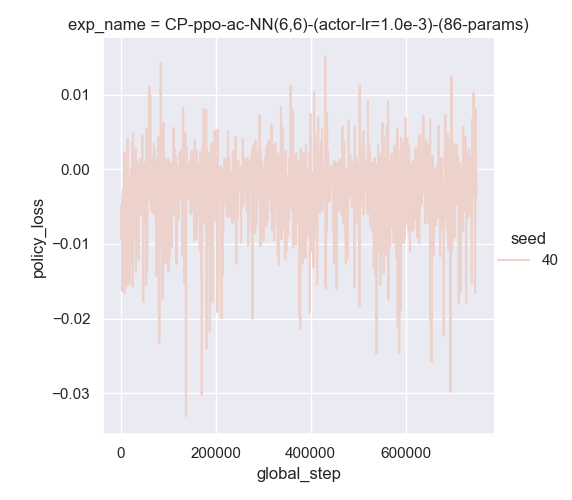 exp_name = CP-ppo-ac-NN(6,6)-(actor-lr=1.0e-3)-(86-params)
0.01
0.00
−0.01
−0.02
−0.03
policy_loss
0
200000
400000
600000
global_step
seed
40